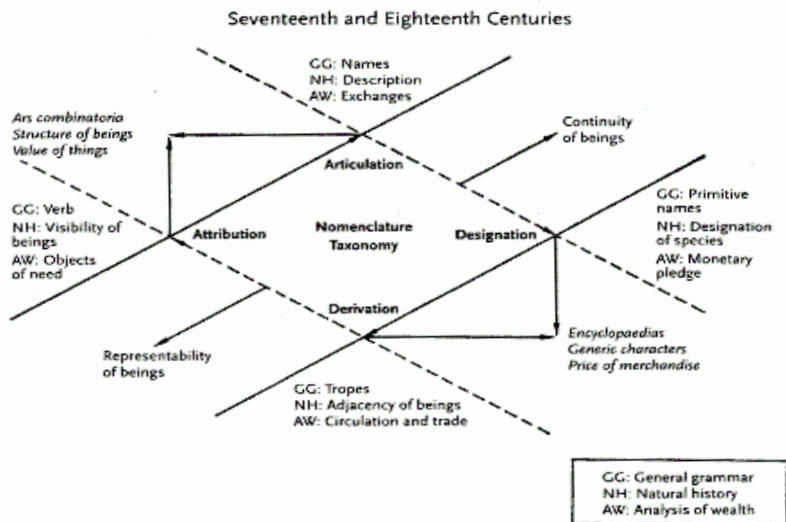 Seventeenth and Eighteenth Centuries
GG: Names
NH: Description
AW: Exchanges
Ars combinatoria
Structure of beings
Value of things
Continuity
of beings
Articulation
GG: Verb
NH: Visibility of
beings
AW: Objects
of need
Attribution
Nomenclature
Taxonomy
Designation
GG: Primitive
names
NH: Designation
of species
AW: Monetary
pledge
Derivation
Representability
of beings
Encyclopaedias
Generic characters
Price of merchandise
GG: Tropes
NH: Adjacency of beings
AW: Circulation and trade
GG: General grammar
NH: Natural history
AW: Analysis of wealth